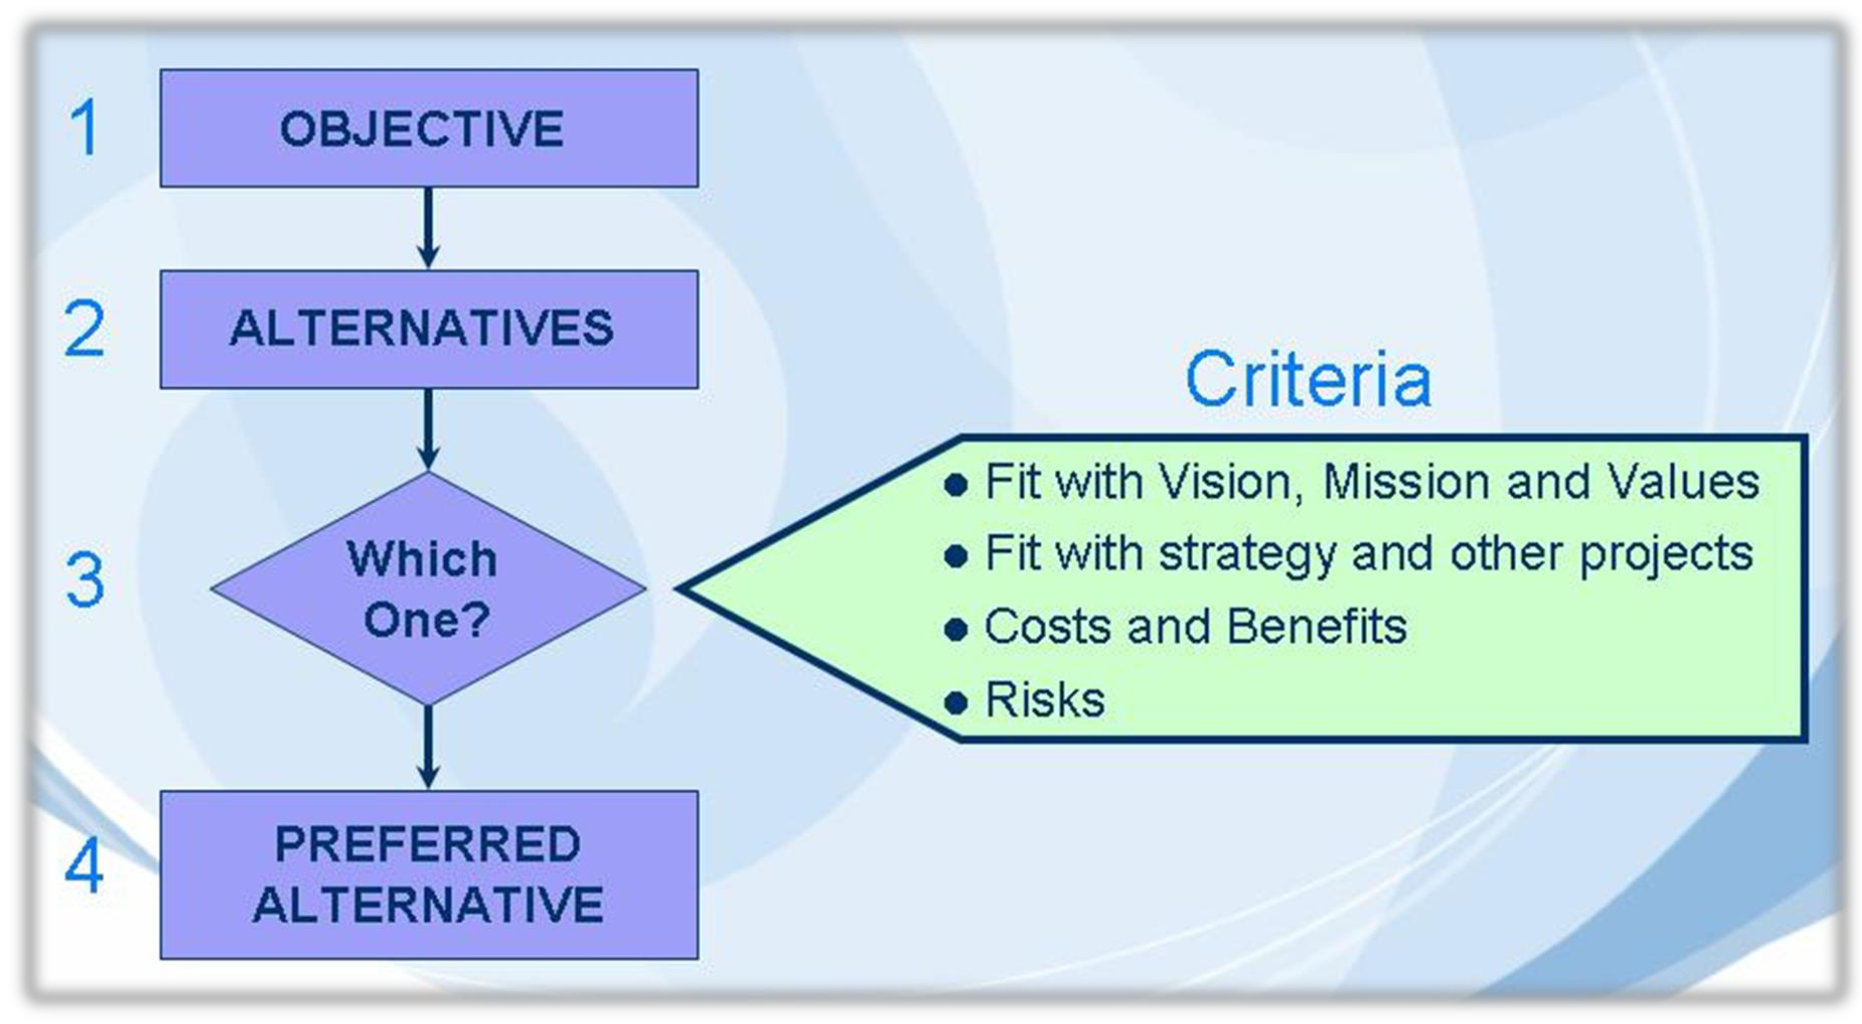 1
OBJECTIVE
2
ALTERNATIVES
3
Which
One?
Criteria
● Fit with Vision, Mission and Values
● Fit with strategy and other projects
● Costs and Benefits
● Risks
4
PREFERRED
ALTERNATIVE